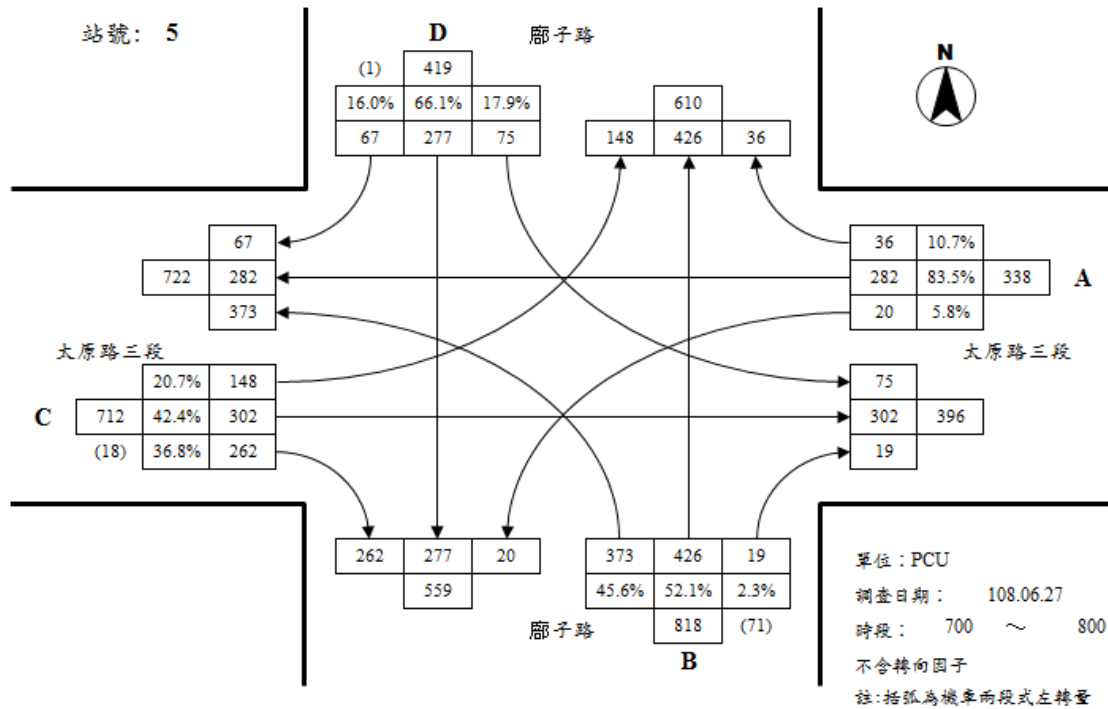 站號： 5
D
廍子路
N
(1) 419
16.0% 66.1% 17.9%
67 277 75
610
148 426 36
67
722 282
373
36 10.7%
282 83.5% 338
20 5.8%
A
太原路三段
太原路三段
20.7% 148
C 712 42.4% 302
(18) 36.8% 262
75
302 396
19
262 277 20
559
373 426 19
45.6% 52.1% 2.3%
818 (71)
廍子路
B
單位：PCU
調查日期： 108.06.27
時段： 700 ～ 800
不含轉向因子
註:括弧為機車兩段式左轉量